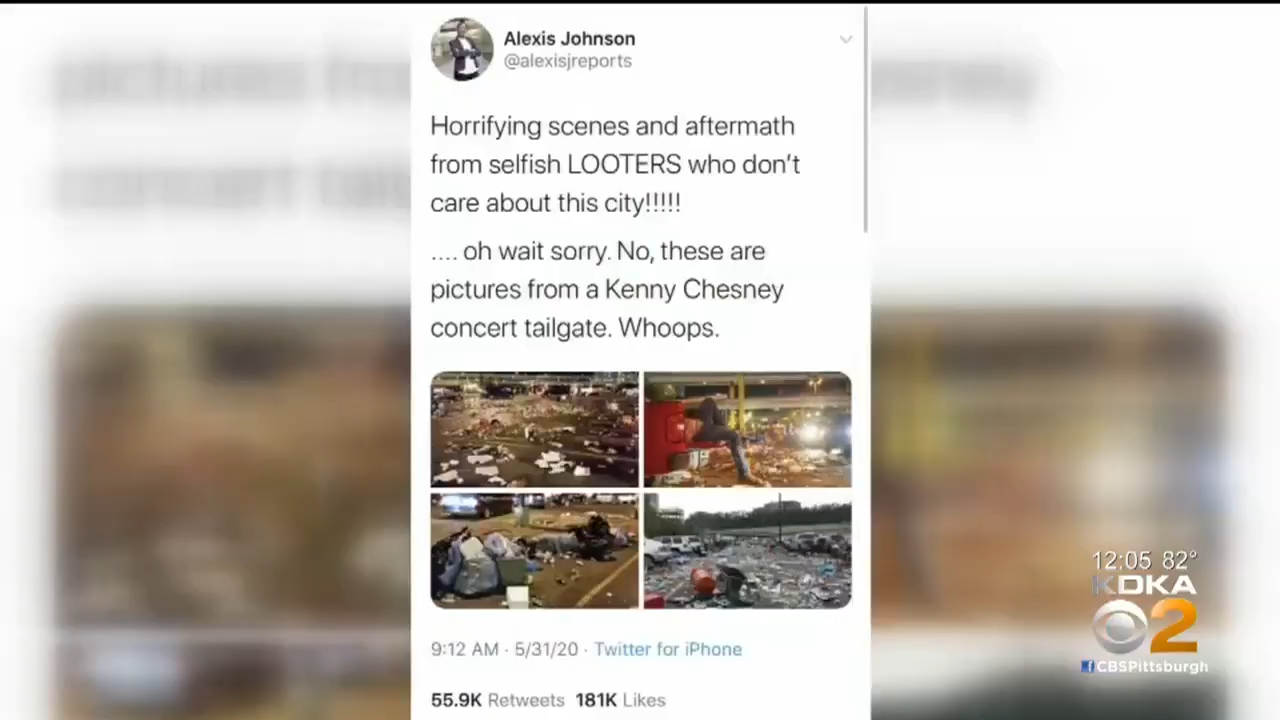 Alexis Johnson
@alexisjreports
Horrifying scenes and aftermath
from selfish LOOTERS who don't
care about this city!!!!!
.... oh wait sorry. No, these are
pictures from a Kenny Chesney
concert tailgate. Whoops.
9:12 AM · 5/31/20 · Twitter for iPhone
55.9K Retweets 181K Likes
12:05 82°
KDKA
2
CBSPittsburgh